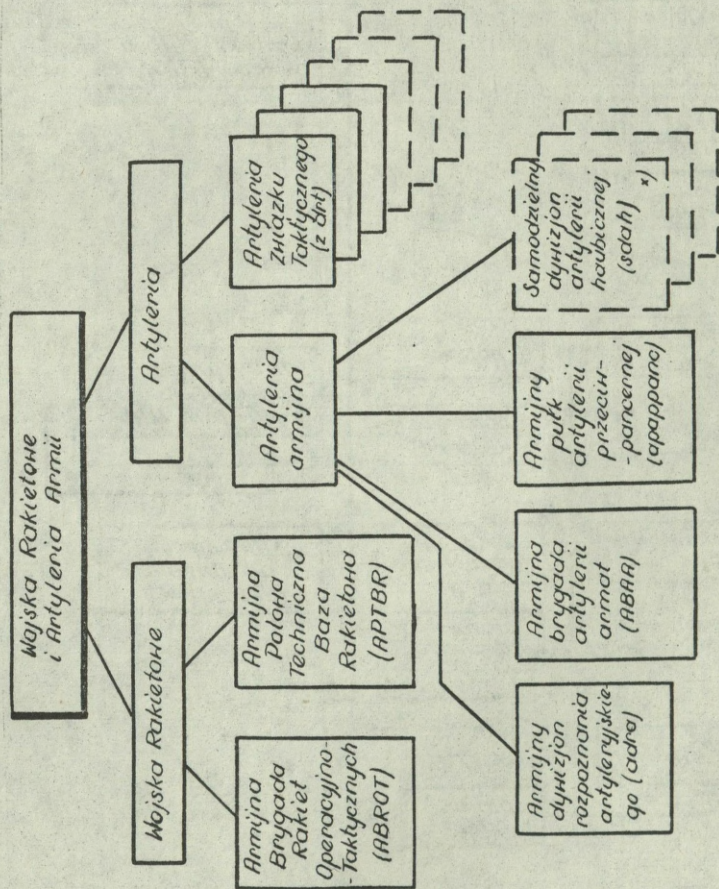 Wojska Rakietowe
i Artyleria Armii
Wojska Rakietowe
Artyleria
Armijna
Brygada
Rakiet
Operacyjno-
-Taktycznych
(ABROT)
Armijna
Polowa
Techniczna
Baza
Rakietowa
(APTBR)
Artyleria
armijna
Artyleria
związku
Taktycznego
(z art)
Armijny
dywizjon
rozpoznania
artyleryjskie-
go (adra)
Armijna
brygada
artylerii
armat
(ABAA)
Armijny
pułk
artylerii
przeciw-
-pancernej
(apappanc)
Samodzielny
dywizjon
artylerii
haubicznej
(sdah) x)